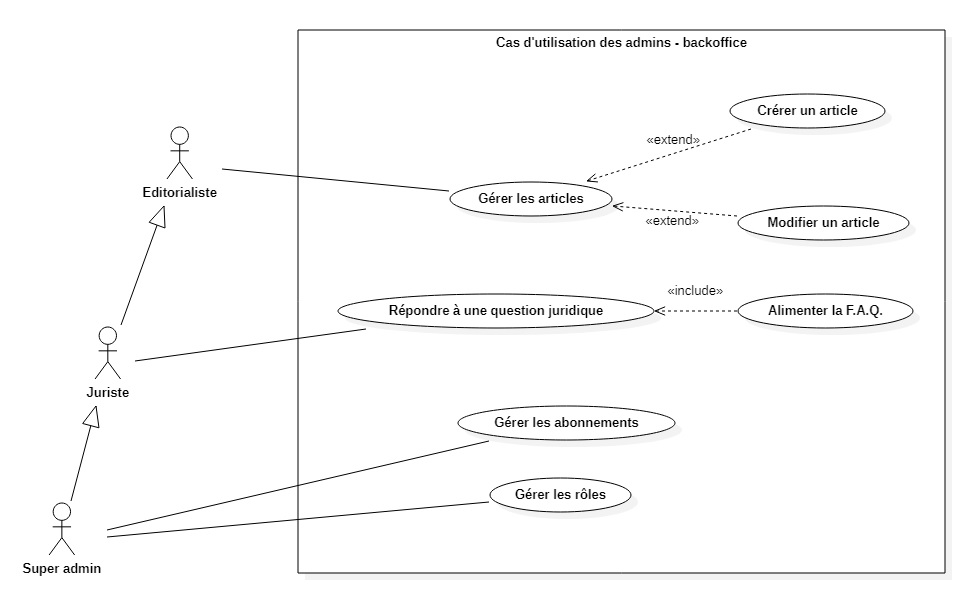 Cas d'utilisation des admins - backoffice
Crérer un article
«extend»
Editorialiste
Gérer les articles
Modifier un article
«extend»
«include»
Répondre à une question juridique
Alimenter la F.A.Q.
Juriste
Gérer les abonnements
Gérer les rôles
Super admin